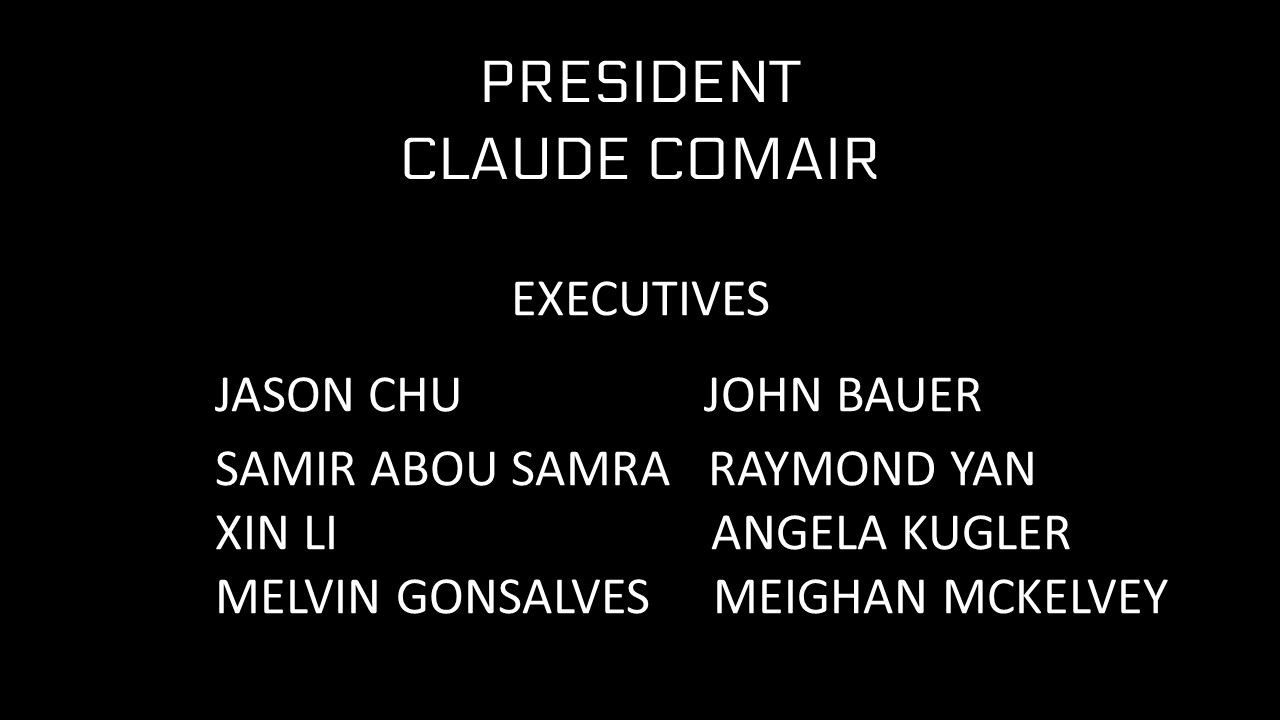 PRESIDENT
CLAUDE COMAIR
EXECUTIVES
JASON CHU JOHN BAUER
SAMIR ABOU SAMRA RAYMOND YAN
XIN LI ANGELA KUGLER
MELVIN GONSALVES MEIGHAN MCKELVEY